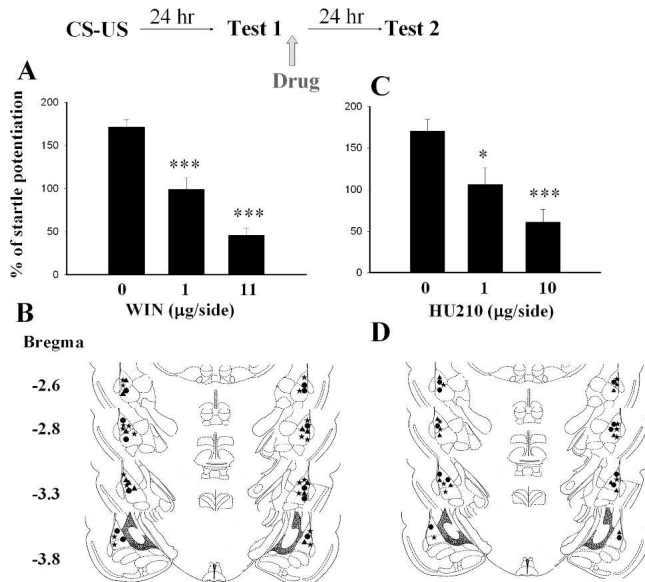 24 hr 24 hr
CS-US Test 1 Test 2
Drug
A
% of startle potentiation
200
150
100
50
0
***
***
0 1 11
WIN (µg/side)
C
200
150
100
50
0
*
***
0 1 10
HU210 (µg/side)
B
D
Bregma
-2.6
-2.8
-3.3
-3.8